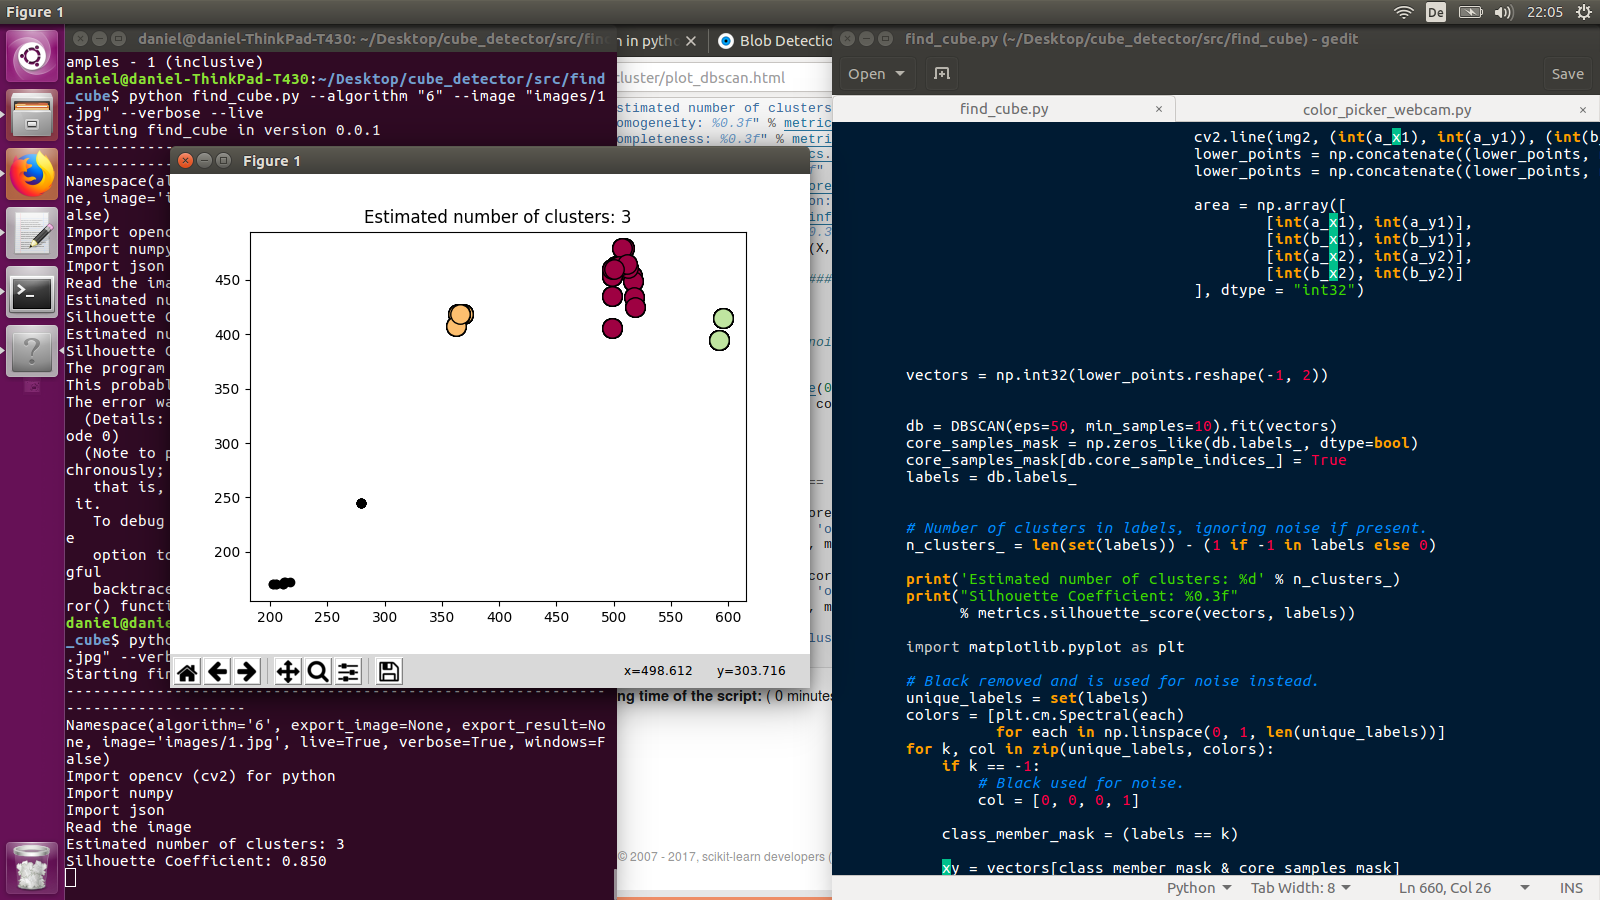 Figure 1
De
22:05
daniel@daniel-ThinkPad-T430: ~/Desktop/cube_detector/src/fin
n in pytho
Blob Detectio
find_cube.py (~/Desktop/cube_detector/src/find_cube) - gedit
amples - 1 (inclusive)
daniel@daniel-ThinkPad-T430:~/Desktop/cube_detector/src/find
_cube$ python find_cube.py --algorithm "6" --image "images/1
.jpg" --verbose --live
Starting find_cube in version 0.0.1
Namespace(al
ne, image='i
alse)
Import openc
Import numpy
Import json
Read the ima
Estimated nu
Silhouette C
Estimated nu
Silhouette C
The program
This probabl
The error wa
(Details:
ode 0)
(Note to p
chronously;
that is,
it.
To debug
e
option to
gful
backtrace
ror() functi
daniel@danie
_cube$ pytho
.jpg" --verb
Starting fin
--------------------
Namespace(algorithm='6', export_image=None, export_result=No
ne, image='images/1.jpg', live=True, verbose=True, windows=F
alse)
Import opencv (cv2) for python
Import numpy
Import json
Read the image
Estimated number of clusters: 3
Silhouette Coefficient: 0.850
Figure 1
Estimated number of clusters: 3
450
400
350
300
250
200
200 250 300 350 400 450 500 550 600
x=498.612 y=303.716
cluster/plot_dbscan.html
stimated number of clusters
omogeneity: %0.3f" % metric
ompleteness: %0.3f" % metri
ng time of the script: ( 0 minutes
© 2007 - 2017, scikit-learn developers (
Open
Save
find_cube.py ×
color_picker_webcam.py ×
cv2.line(img2, (int(a_x1), int(a_y1)), (int(b_
lower_points = np.concatenate((lower_points,
lower_points = np.concatenate((lower_points,
area = np.array([
[int(a_x1), int(a_y1)],
[int(b_x1), int(b_y1)],
[int(a_x2), int(a_y2)],
[int(b_x2), int(b_y2)]
], dtype = "int32")
vectors = np.int32(lower_points.reshape(-1, 2))
db = DBSCAN(eps=50, min_samples=10).fit(vectors)
core_samples_mask = np.zeros_like(db.labels_, dtype=bool)
core_samples_mask[db.core_sample_indices_] = True
labels = db.labels_
# Number of clusters in labels, ignoring noise if present.
n_clusters_ = len(set(labels)) - (1 if -1 in labels else 0)
print('Estimated number of clusters: %d' % n_clusters_)
print("Silhouette Coefficient: %0.3f"
% metrics.silhouette_score(vectors, labels))
import matplotlib.pyplot as plt
# Black removed and is used for noise instead.
unique_labels = set(labels)
colors = [plt.cm.Spectral(each)
for each in np.linspace(0, 1, len(unique_labels))]
for k, col in zip(unique_labels, colors):
if k == -1:
# Black used for noise.
col = [0, 0, 0, 1]
class_member_mask = (labels == k)
xy = vectors[class_member_mask & core_samples_mask]
Python
Tab Width: 8
Ln 660, Col 26
INS